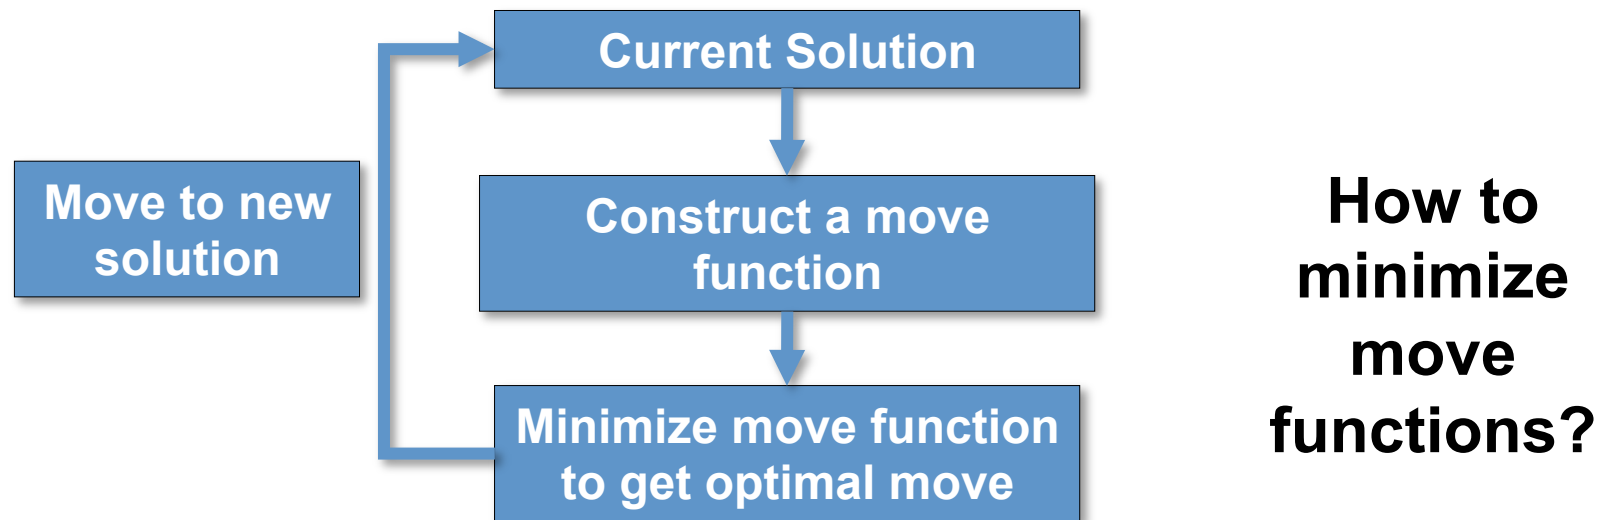 Current Solution
Move to new
solution
Construct a move
function
Minimize move function
to get optimal move
How to
minimize
move
functions?